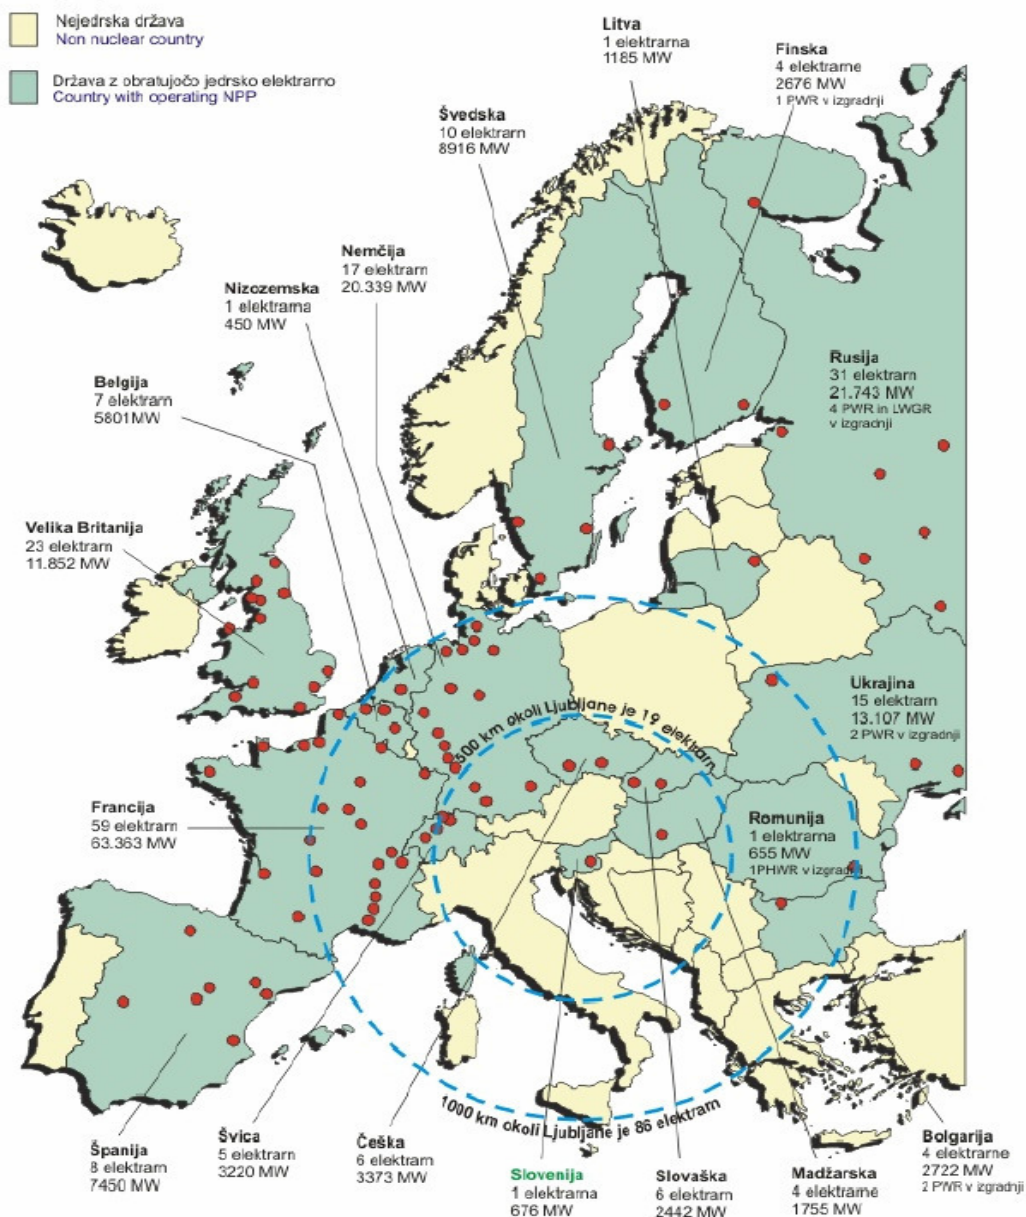 Nejedrska država
Non nuclear country
Država z obratujočo jedrsko elektrarno
Country with operating NPP
Litva
1 elektrarna
1185 MW
Finska
4 elektrarne
2676 MW
1 PWR v izgradnji
Švedska
10 elektrarn
8916 MW
Nemčija
17 elektrarn
20.339 MW
Nizozemska
1 elektrarna
450 MW
Belgija
7 elektrarn
5801MW
Rusija
31 elektrarn
21.743 MW
4 PWR in LWGR
v izgradnji
Velika Britanija
23 elektrarn
11.852 MW
Ukrajina
15 elektrarn
13.107 MW
2 PWR v izgradnji
500 km okoli Ljubljane je 19 elektrarn
Francija
59 elektrarn
63.363 MW
Romunija
1 elektrarna
655 MW
1PHWR v izgradnji
1000 km okoli Ljubljane je 86 elektrarn
Španija
8 elektrarn
7450 MW
Švica
5 elektrarn
3220 MW
Češka
6 elektrarn
3373 MW
Slovenija
1 elektrarna
676 MW
Slovaška
6 elektrarn
2442 MW
Madžarska
4 elektrarne
1755 MW
Bolgarija
4 elektrarne
2722 MW
2 PWR v izgradnji